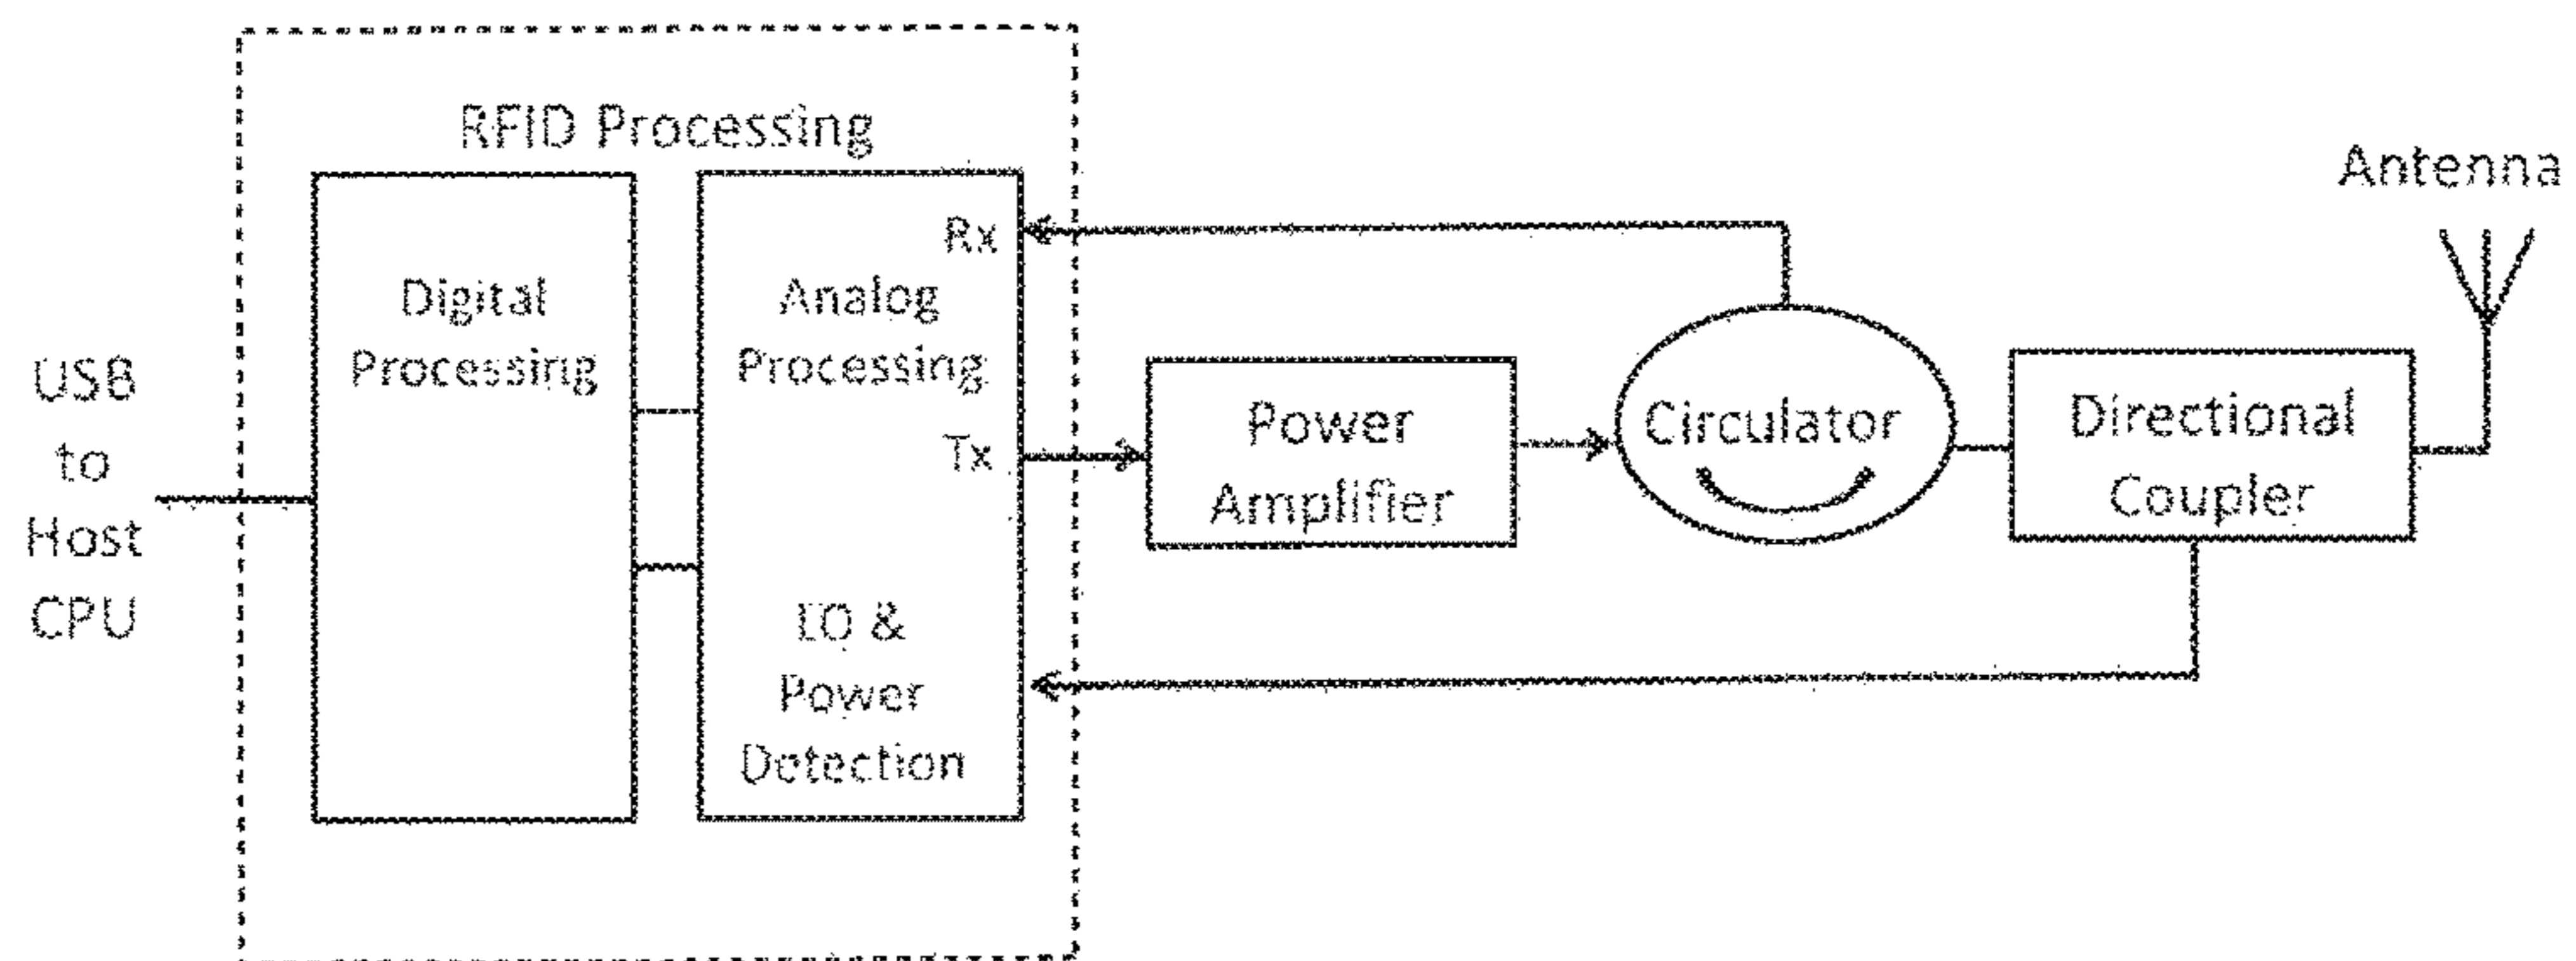 RFID Processing
Antenna
Rx
Digital
Processing
Analog
Processing
Tx
USB
to
Host
CPU
Power
Amplifier
Circulator
Directional
Coupler
LO &
Power
Detection